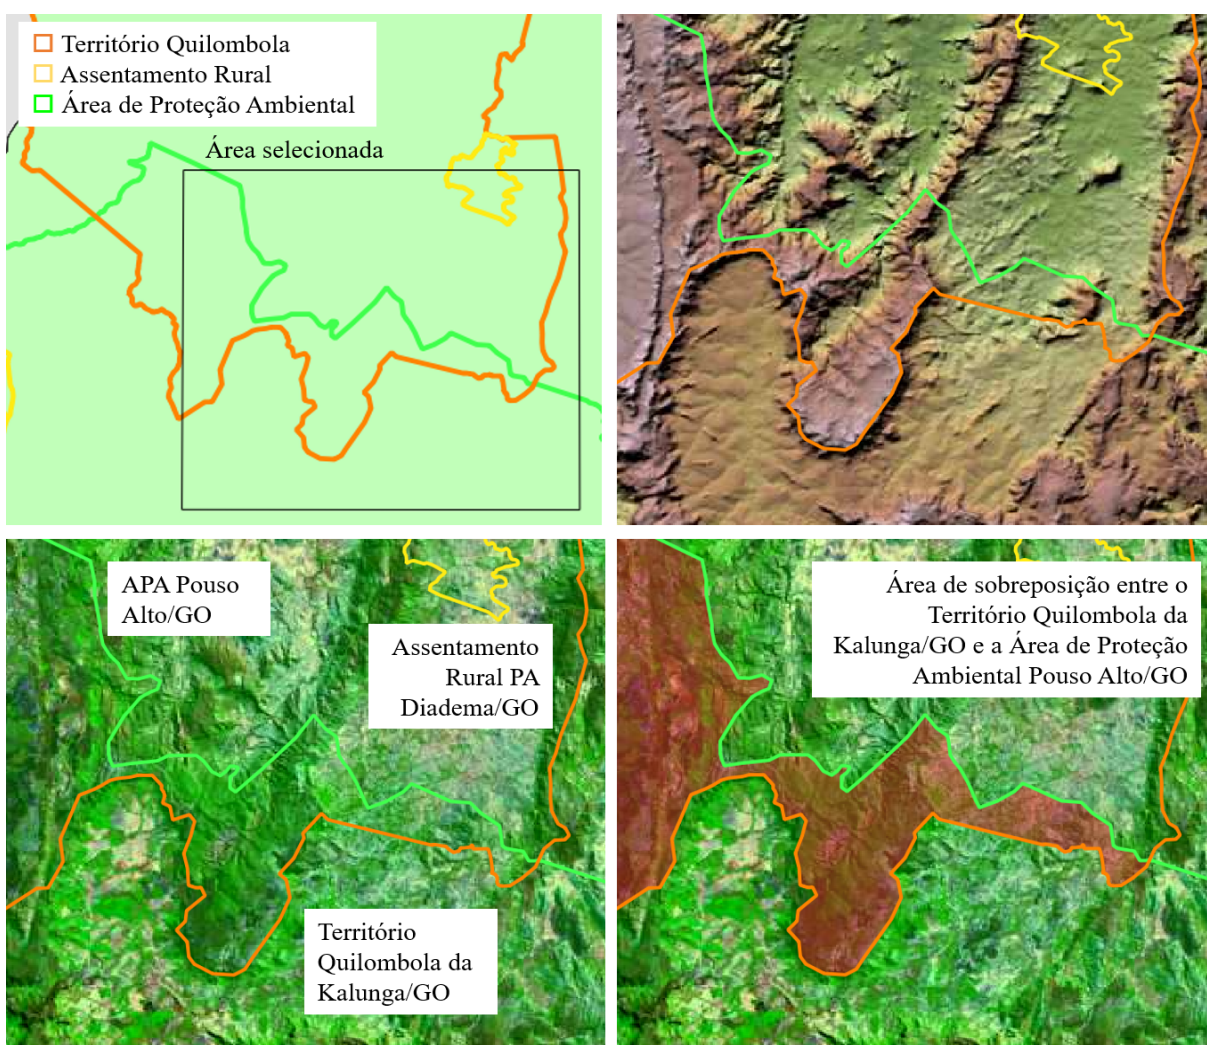 Território Quilombola
Assentamento Rural
Área de Proteção Ambiental
Área selecionada
APA Pouso
Alto/GO
Assentamento
Rural PA
Diadema/GO
Território
Quilombola da
Kalunga/GO
Área de sobreposição entre o
Território Quilombola da
Kalunga/GO e a Área de Proteção
Ambiental Pouso Alto/GO